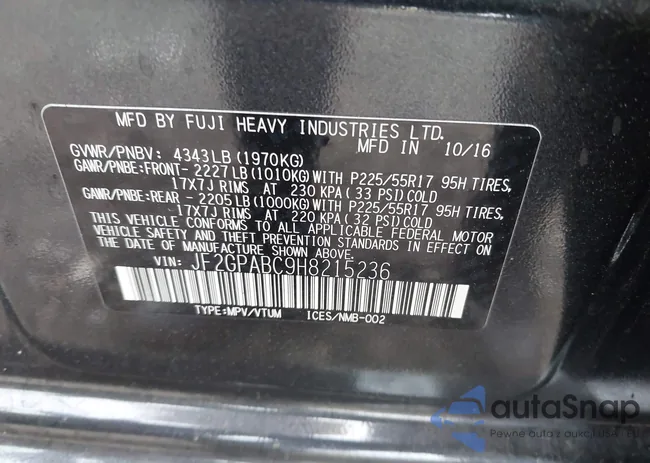 MFD BY FUJI HEAVY INDUSTRIES LTD.
MFD IN 10/16
GVWR/PNBV: 4343LB(1970KG)
GAWR/PNBE:FRONT- 2227LB(1010KG)WITH P225/55R17 95H TIRES,
17X7J RIMS AT 230 KPA(33 PSI)COLD
GAWR/PNBE:REAR - 2205LB(1000KG)WITH P225/55R17 95H TIRES,
17X7J RIMS AT 220 KPA(32 PSI)COLD
THIS VEHICLE CONFORMS TO ALL APPLICABLE FEDERAL MOTOR
VEHICLE SAFETY AND THEFT PREVENTION STANDARDS IN EFFECT ON
THE DATE OF MANUFACTURE SHOWN ABOVE.
VIN: JF2GPABC9H8215236
TYPE:MPV/VTUM ICES/NMB-002
autaSnap
Pewne auta z